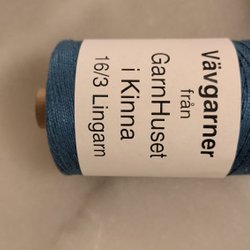 vävgarner
från
GarnHuset
i Kinna
16/3 Lingarn